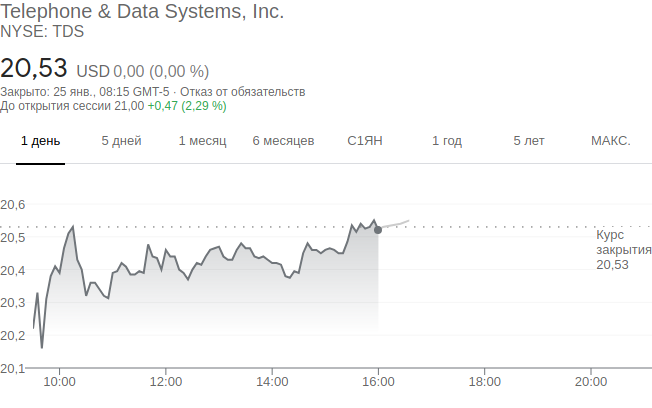 Telephone & Data Systems, Inc.
NYSE: TDS
20,53 USD 0,00 (0,00 %)
Закрыто: 25 янв., 08:15 GMT-5 · Отказ от обязательств
До открытия сессии 21,00 +0,47 (2,29 %)
1 день 5 дней 1 месяц 6 месяцев С1ЯН 1 год 5 лет МАКС.
20,6
20,5
20,4
20,3
20,2
20,1
Курс
закрытия
20,53
10:00 12:00 14:00 16:00 18:00 20:00